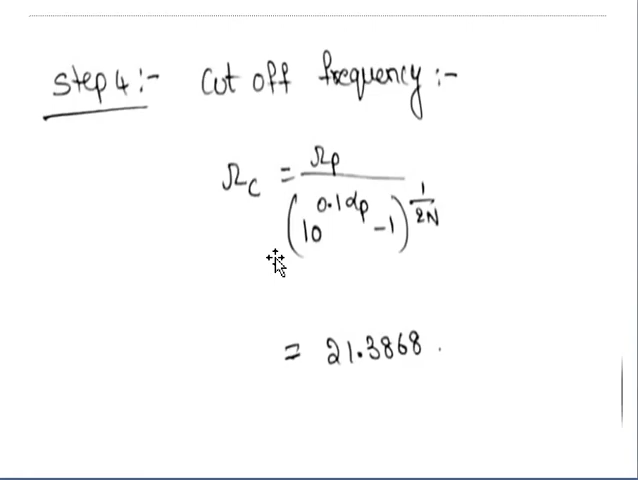 Step 4:- Cut off frequency:-
Ωc = Ωp / (10^0.1αp - 1)^1/2N
= 21.3868.